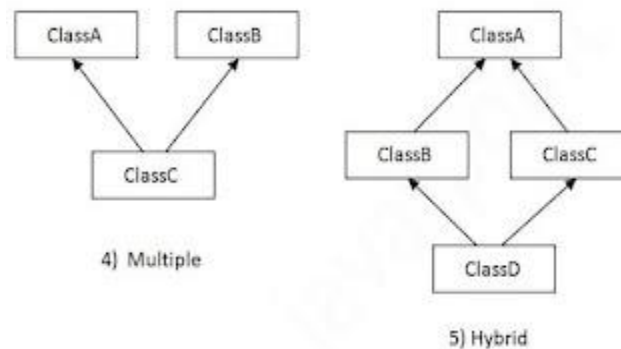 ClassA
ClassB
ClassC
4) Multiple
ClassA
ClassB
ClassC
ClassD
5) Hybrid